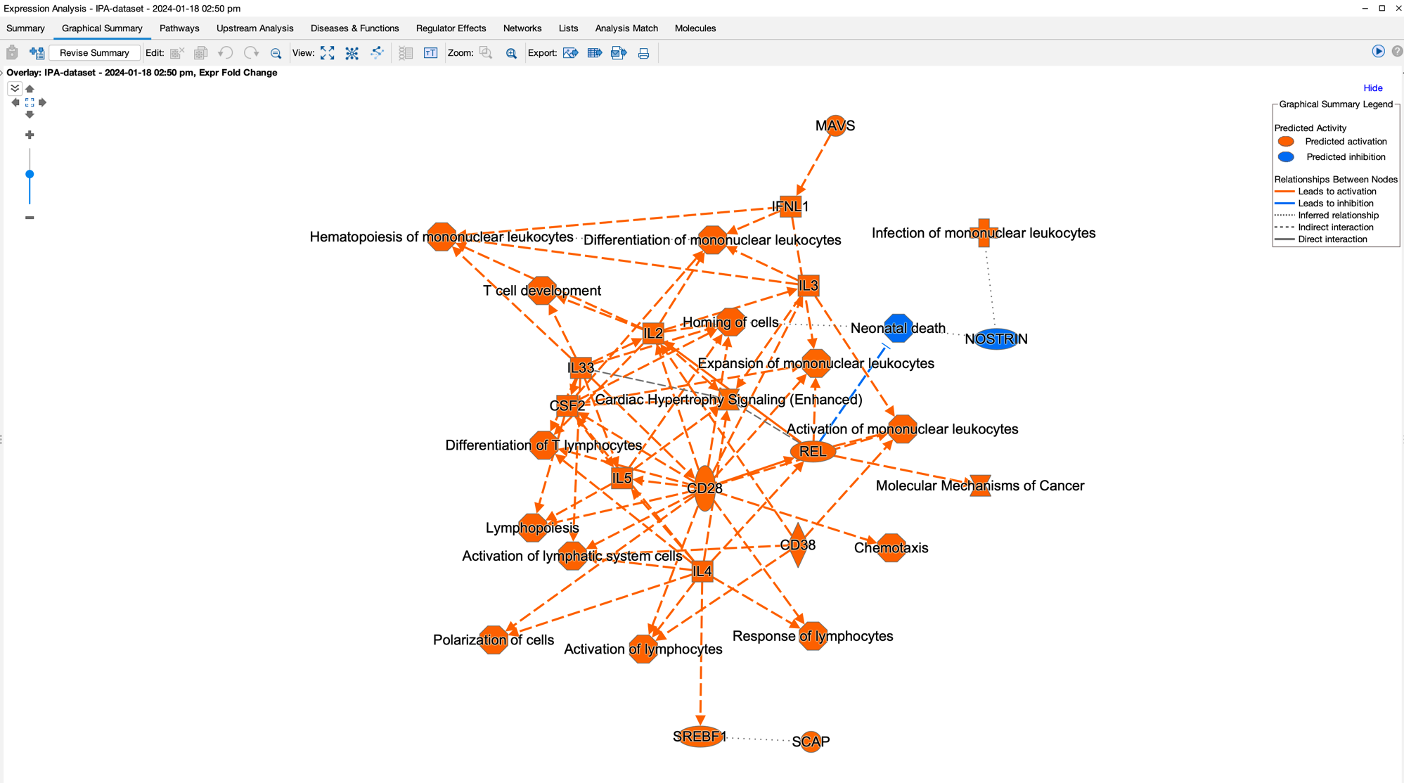 Expression Analysis - IPA-dataset - 2024-01-18 02:50 pm
Summary Graphical Summary Pathways Upstream Analysis Diseases & Functions Regulator Effects Networks Lists Analysis Match Molecules
Revise Summary Edit: View: Zoom: Export:
Overlay: IPA-dataset - 2024-01-18 02:50 pm, Expr Fold Change
Hide
Graphical Summary Legend
Predicted Activity
Predicted activation
Predicted inhibition
Relationships Between Nodes
Leads to activation
Leads to inhibition
Inferred relationship
Indirect interaction
Direct interaction
MAVS
IFNL1
Infection of mononuclear leukocytes
Hematopoiesis of mononuclear leukocytes
Differentiation of mononuclear leukocytes
IL3
T cell development
Homing of cells
Neonatal death
IL2
NOSTRIN
Expansion of mononuclear leukocytes
IL33
Cardiac Hypertrophy Signaling (Enhanced)
CSF2
Activation of mononuclear leukocytes
Differentiation of T lymphocytes
REL
IL5
CD28
Molecular Mechanisms of Cancer
Lymphopoiesis
CD38
Chemotaxis
Activation of lymphatic system cells
IL4
Polarization of cells
Response of lymphocytes
Activation of lymphocytes
SREBF1
SCAP